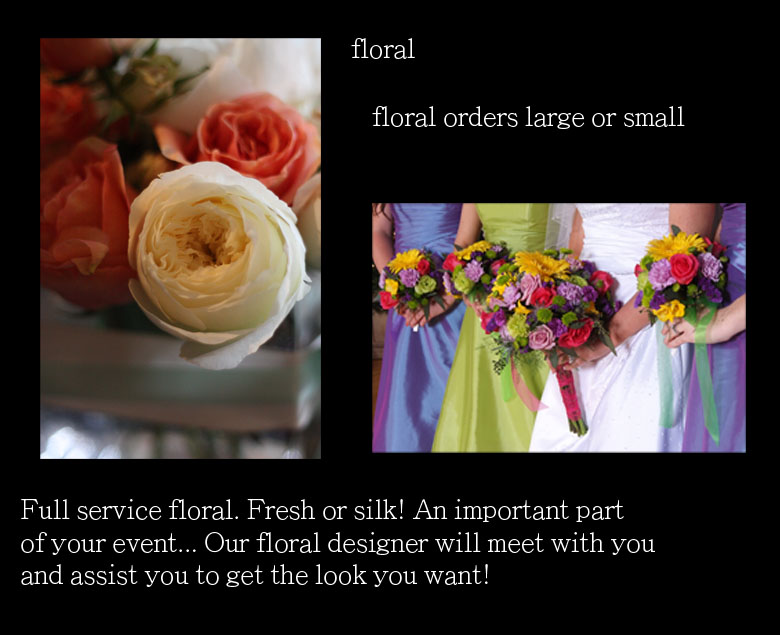 floral
floral orders large or small
Full service floral. Fresh or silk! An important part
of your event... Our floral designer will meet with you
and assist you to get the look you want!